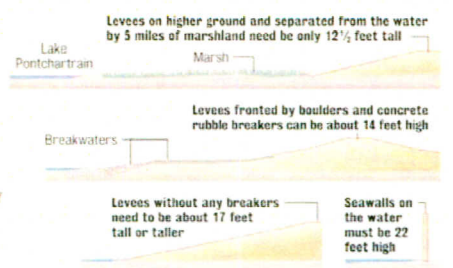 Levees on higher ground and separated from the water
by 5 miles of marshland need be only 12½ feet tall
Lake
Pontchartrain
Marsh
Levees fronted by boulders and concrete
rubble breakers can be about 14 feet high
Breakwaters
Levees without any breakers
need to be about 17 feet
tall or taller
Seawalls on
the water
must be 22
feet high